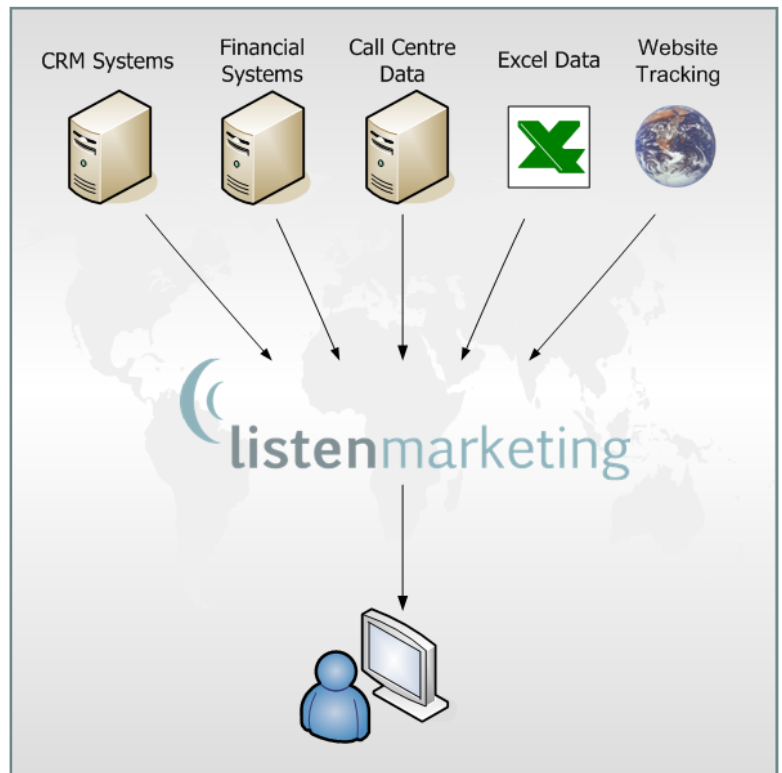 CRM Systems
Financial
Systems
Call Centre
Data
Excel Data
Website
Tracking
listenmarketing